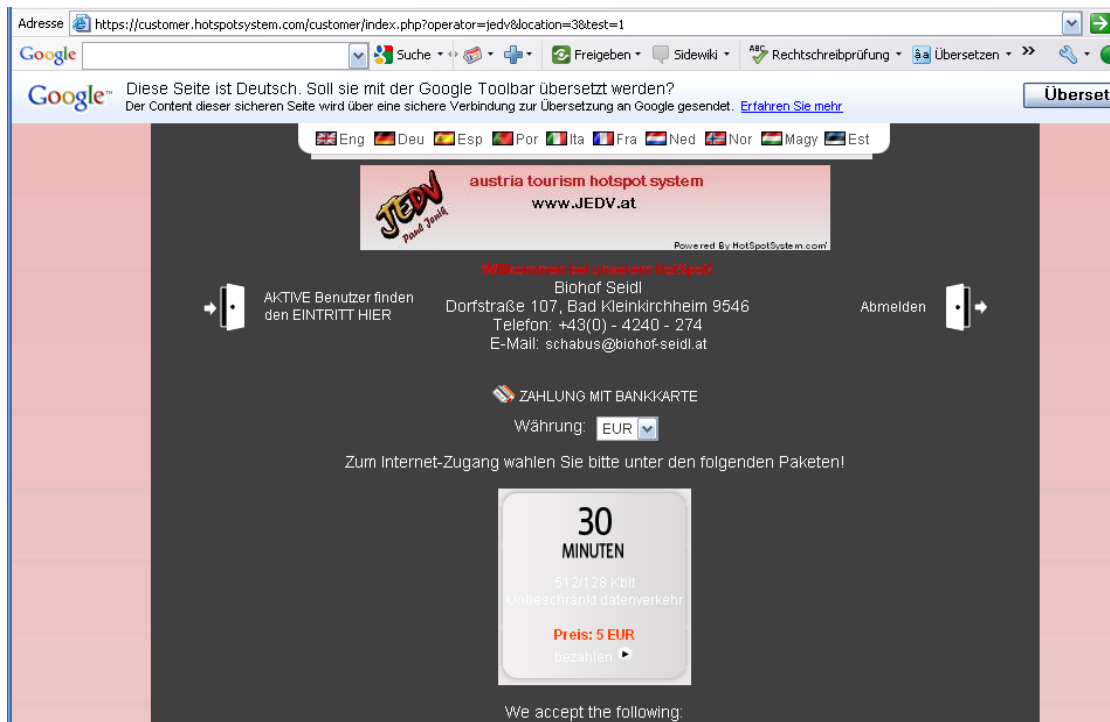 Adresse https://customer.hotspotsystem.com/customer/index.php?operator=jedv&location=3&test=1
Google Suche Freigeben Sidewiki ABC Rechtschreibprüfung Übersetzen »
Google Diese Seite ist Deutsch. Soll sie mit der Google Toolbar übersetzt werden?
Der Content dieser sicheren Seite wird über eine sichere Verbindung zur Übersetzung an Google gesendet. Erfahren Sie mehr
Überset
Eng Deu Esp Por Ita Fra Ned Nor Magy Est
JEDV
Paul Jonik
austria tourism hotspot system
www.JEDV.at
Powered By HotSpotSystem.com
Willkommen bei unserem HotSpot!
Biohof Seidl
Dorfstraße 107, Bad Kleinkirchheim 9546
Telefon: +43(0) - 4240 - 274
E-Mail: schabus@biohof-seidl.at
AKTIVE Benutzer finden
den EINTRITT HIER
Abmelden
ZAHLUNG MIT BANKKARTE
Währung: EUR
Zum Internet-Zugang wahlen Sie bitte unter den folgenden Paketen!
30
MINUTEN
512/128 Kbit
Unbeschränkt datenverkehr
Preis: 5 EUR
bezahlen
We accept the following: